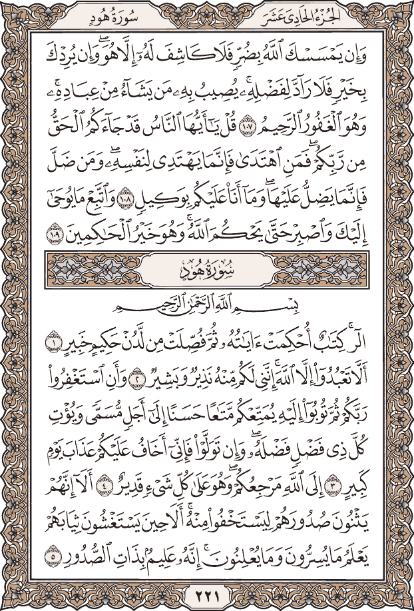 الجزء الحادي عشر
سورة هود
وَإِن يَمْسَسْكَ ٱللَّهُ بِضُرٍّ فَلَا كَاشِفَ لَهُۥٓ إِلَّا هُوَ ۖ وَإِن يُرِدْكَ
بِخَيْرٍ فَلَا رَآدَّ لِفَضْلِهِۦ ۚ يُصِيبُ بِهِۦ مَن يَشَآءُ مِنْ عِبَادِهِۦ ۚ
وَهُوَ ٱلْغَفُورُ ٱلرَّحِيمُ ١٠٧ قُلْ يَـٰٓأَيُّهَا ٱلنَّاسُ قَدْ جَآءَكُمُ ٱلْحَقُّ
مِن رَّبِّكُمْ ۖ فَمَنِ ٱهْتَدَىٰ فَإِنَّمَا يَهْتَدِى لِنَفْسِهِۦ ۖ وَمَن ضَلَّ
فَإِنَّمَا يَضِلُّ عَلَيْهَا ۖ وَمَآ أَنَا۠ عَلَيْكُم بِوَكِيلٍ ١٠٨ وَٱتَّبِعْ مَا يُوحَىٰٓ
إِلَيْكَ وَٱصْبِرْ حَتَّىٰ يَحْكُمَ ٱللَّهُ ۚ وَهُوَ خَيْرُ ٱلْحَـٰكِمِينَ ١٠٩
سورة هود
بِسْمِ ٱللَّهِ ٱلرَّحْمَـٰنِ ٱلرَّحِيمِ
الٓر ۚ كِتَـٰبٌ أُحْكِمَتْ ءَايَـٰتُهُۥ ثُمَّ فُصِّلَتْ مِن لَّدُنْ حَكِيمٍ خَبِيرٍ ١
أَلَّا تَعْبُدُوٓا۟ إِلَّا ٱللَّهَ ۚ إِنَّنِى لَكُم مِّنْهُ نَذِيرٌ وَبَشِيرٌ ٢ وَأَنِ ٱسْتَغْفِرُوا۟
رَبَّكُمْ ثُمَّ تُوبُوٓا۟ إِلَيْهِ يُمَتِّعْكُم مَّتَـٰعًا حَسَنًا إِلَىٰٓ أَجَلٍ مُّسَمًّى وَيُؤْتِ
كُلَّ ذِى فَضْلٍ فَضْلَهُۥ ۖ وَإِن تَوَلَّوْا۟ فَإِنِّىٓ أَخَافُ عَلَيْكُمْ عَذَابَ يَوْمٍ
كَبِيرٍ ٣ إِلَى ٱللَّهِ مَرْجِعُكُمْ ۖ وَهُوَ عَلَىٰ كُلِّ شَىْءٍ قَدِيرٌ ٤ أَلَآ إِنَّهُمْ
يَثْنُونَ صُدُورَهُمْ لِيَسْتَخْفُوا۟ مِنْهُ ۚ أَلَا حِينَ يَسْتَغْشُونَ ثِيَابَهُمْ
يَعْلَمُ مَا يُسِرُّونَ وَمَا يُعْلِنُونَ ۚ إِنَّهُۥ عَلِيمٌۢ بِذَاتِ ٱلصُّدُورِ ٥
٢٢١